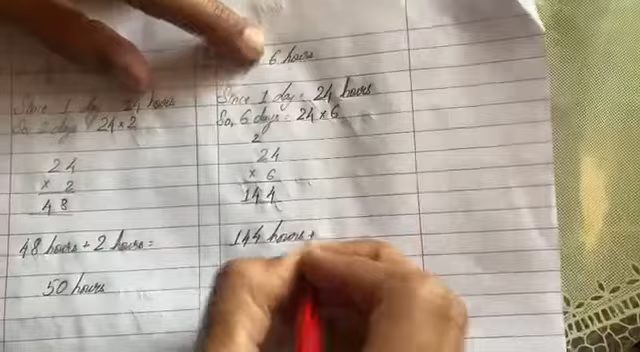 Since 1 day = 24 hours
So 2 days = 24 × 2
24
× 2
48
48 hours + 2 hours =
50 hours
6 hours
Since 1 day = 24 hours
So, 6 days = 24 × 6
2
24
× 6
144
144 hours +